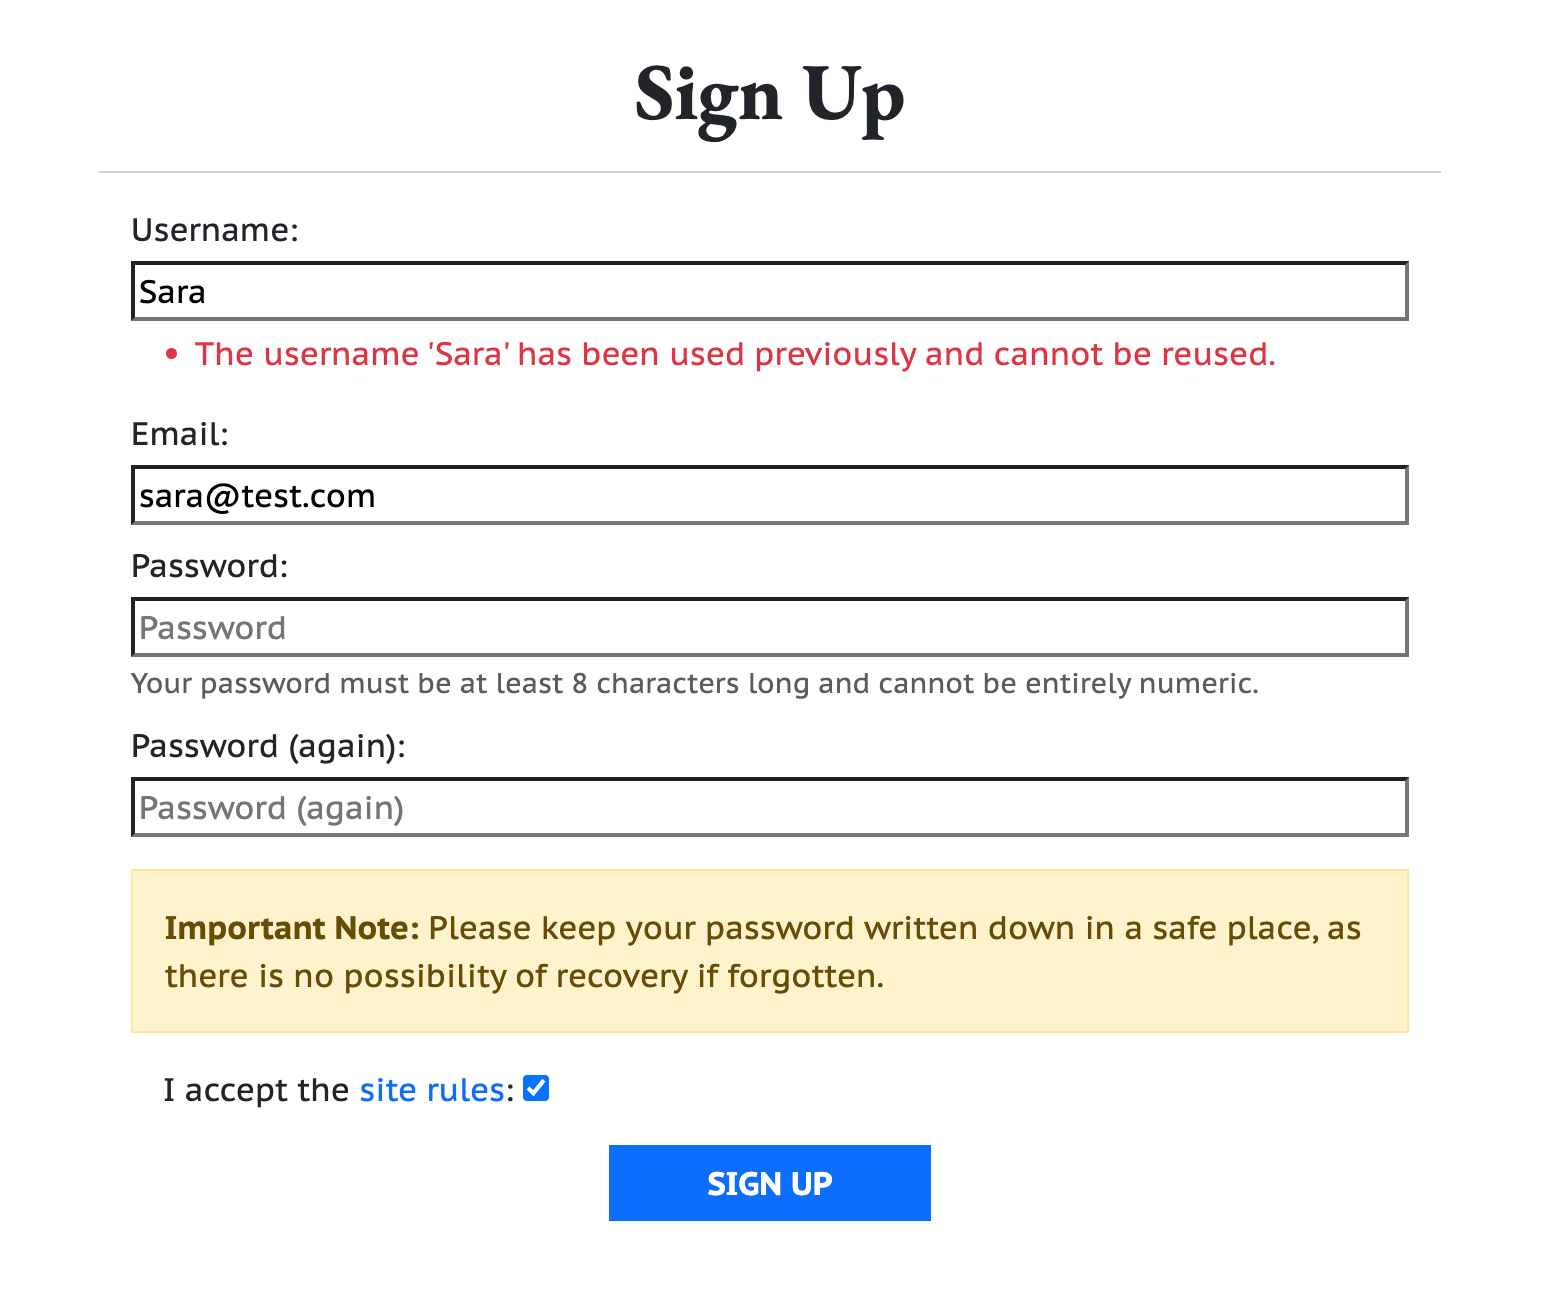 Sign Up
Username:
Sara
• The username 'Sara' has been used previously and cannot be reused.
Email:
sara@test.com
Password:
Password
Your password must be at least 8 characters long and cannot be entirely numeric.
Password (again):
Password (again)
Important Note: Please keep your password written down in a safe place, as
there is no possibility of recovery if forgotten.
I accept the site rules:
SIGN UP